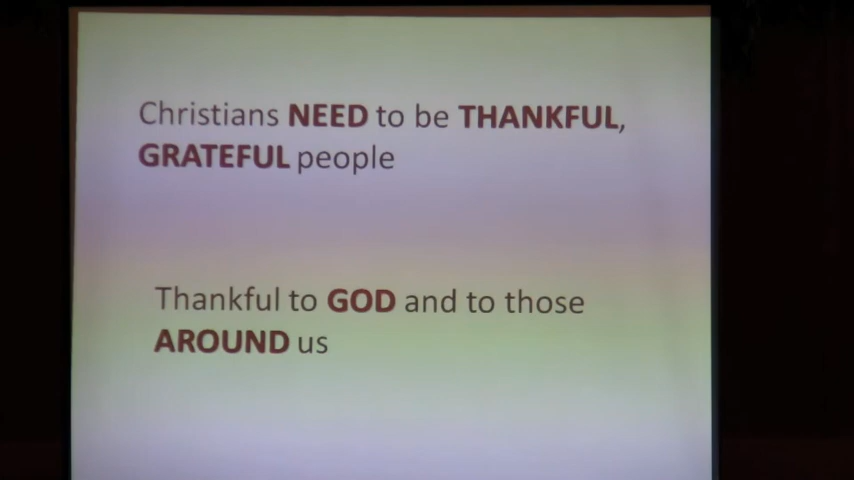 Christians NEED to be THANKFUL,
GRATEFUL people
Thankful to GOD and to those
AROUND us